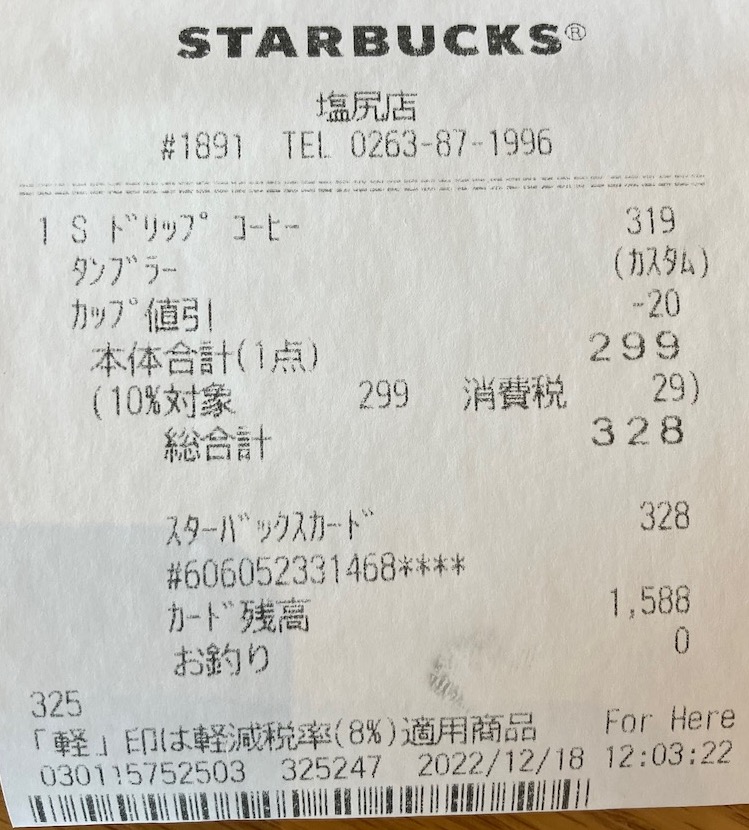 STARBUCKS®
塩尻店
#1891 TEL 0263-87-1996
1 S ﾄﾞﾘｯﾌﾟ ｺｰﾋｰ 319
ﾀﾝﾌﾞﾗｰ (ｶｽﾀﾑ)
ｶｯﾌﾟ値引 -20
本体合計(1点) 299
(10%対象 299 消費税 29)
総合計 328
ｽﾀｰﾊﾞｯｸｽｶｰﾄﾞ 328
#606052331468****
ｶｰﾄﾞ残高 1,588
お釣り 0
325
「軽」印は軽減税率(8%)適用商品 For Here
030115752503 325247 2022/12/18 12:03:22